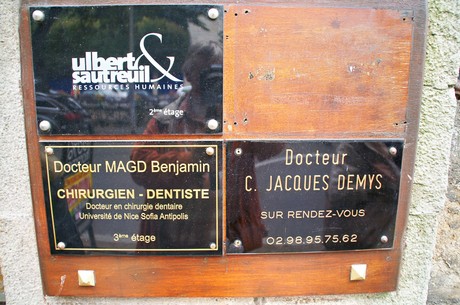 ulbert &
sautreuil
RESSOURCES HUMAINES
2ème étage
Docteur MAGD Benjamin
CHIRURGIEN - DENTISTE
Docteur en chirurgie dentaire
Université de Nice Sofia Antipolis
3ème étage
Docteur
C. JACQUES DEMYS
SUR RENDEZ-VOUS
02.98.95.75.62